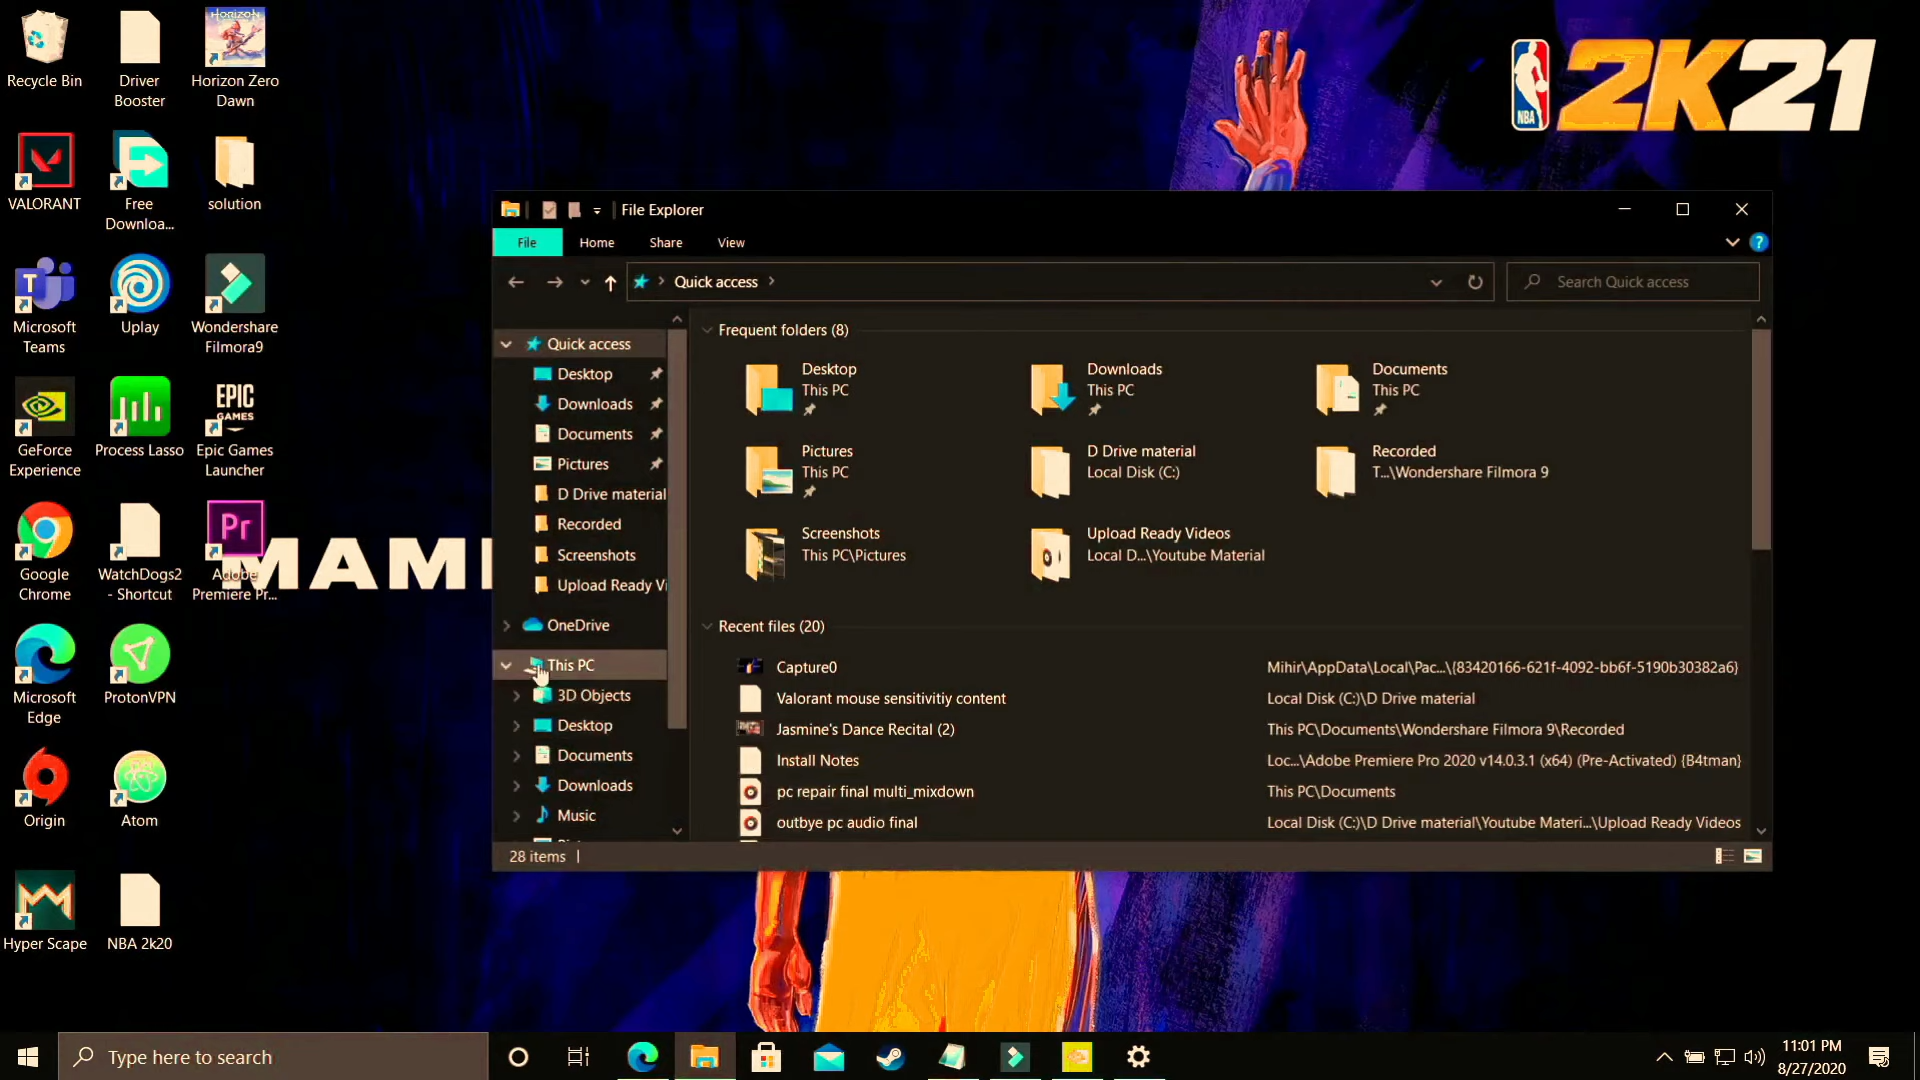 Recycle Bin
Driver
Booster
HORIZON
Horizon Zero
Dawn
VALORANT
Free
Downloa...
solution
Microsoft
Teams
Uplay
Wondershare
Filmora9
GeForce
Experience
Process Lasso
EPIC
GAMES
Epic Games
Launcher
Google
Chrome
WatchDogs2
- Shortcut
Pr
Adobe
Premiere Pr...
Microsoft
Edge
ProtonVPN
Origin
Atom
Hyper Scape
NBA 2k20
MAM
NBA
2K21
File Explorer
File
Home
Share
View
?
Quick access
Search Quick access
Quick access
Desktop
Downloads
Documents
Pictures
D Drive material
Recorded
Screenshots
Upload Ready Vi
OneDrive
This PC
3D Objects
Desktop
Documents
Downloads
Music
Frequent folders (8)
Desktop
This PC
Downloads
This PC
Documents
This PC
Pictures
This PC
D Drive material
Local Disk (C:)
Recorded
T...\Wondershare Filmora 9
Screenshots
This PC\Pictures
Upload Ready Videos
Local D...\Youtube Material
Recent files (20)
Capture0 Mihir\AppData\Local\Pac...\{83420166-621f-4092-bb6f-5190b30382a6}
Valorant mouse sensitivitiy content Local Disk (C:)\D Drive material
Jasmine's Dance Recital (2) This PC\Documents\Wondershare Filmora 9\Recorded
Install Notes Loc...\Adobe Premiere Pro 2020 v14.0.3.1 (x64) (Pre-Activated) {B4tman}
pc repair final multi_mixdown This PC\Documents
outbye pc audio final Local Disk (C:)\D Drive material\Youtube Materi...\Upload Ready Videos
28 items
Type here to search
11:01 PM
8/27/2020